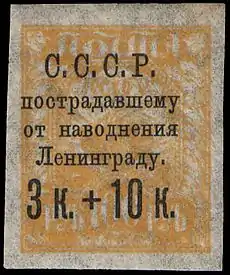 С.С.С.Р.
пострадавшему
от наводнения
Ленинграду.
3 к. + 10 к.